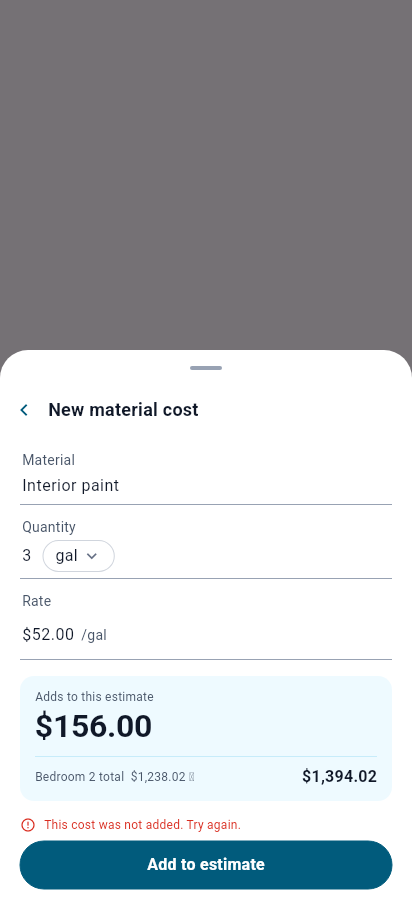 New material cost
Material
Interior paint
Quantity
3 gal
Rate
$52.00 /gal
Adds to this estimate
$156.00
Bedroom 2 total $1,238.02 $1,394.02
This cost was not added. Try again.
Add to estimate